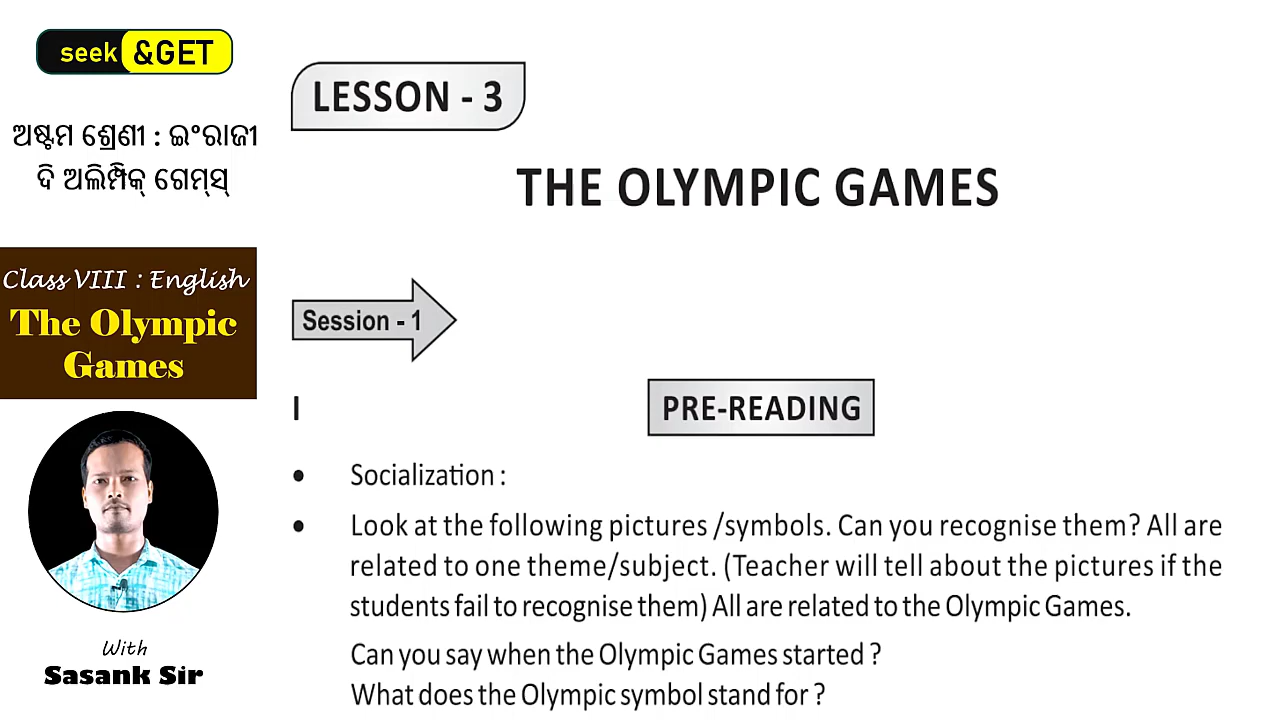 seek &GET
ଅଷ୍ଟମ ଶ୍ରେଣୀ : ଇଂରାଜୀ
ଦି ଅଲିମ୍ପିକ୍ ଗେମ୍‌ସ୍
Class VIII : English
The Olympic
Games
With
Sasank Sir
LESSON - 3
THE OLYMPIC GAMES
Session - 1
I PRE-READING
• Socialization :
• Look at the following pictures /symbols. Can you recognise them? All are
related to one theme/subject. (Teacher will tell about the pictures if the
students fail to recognise them) All are related to the Olympic Games.
Can you say when the Olympic Games started ?
What does the Olympic symbol stand for ?